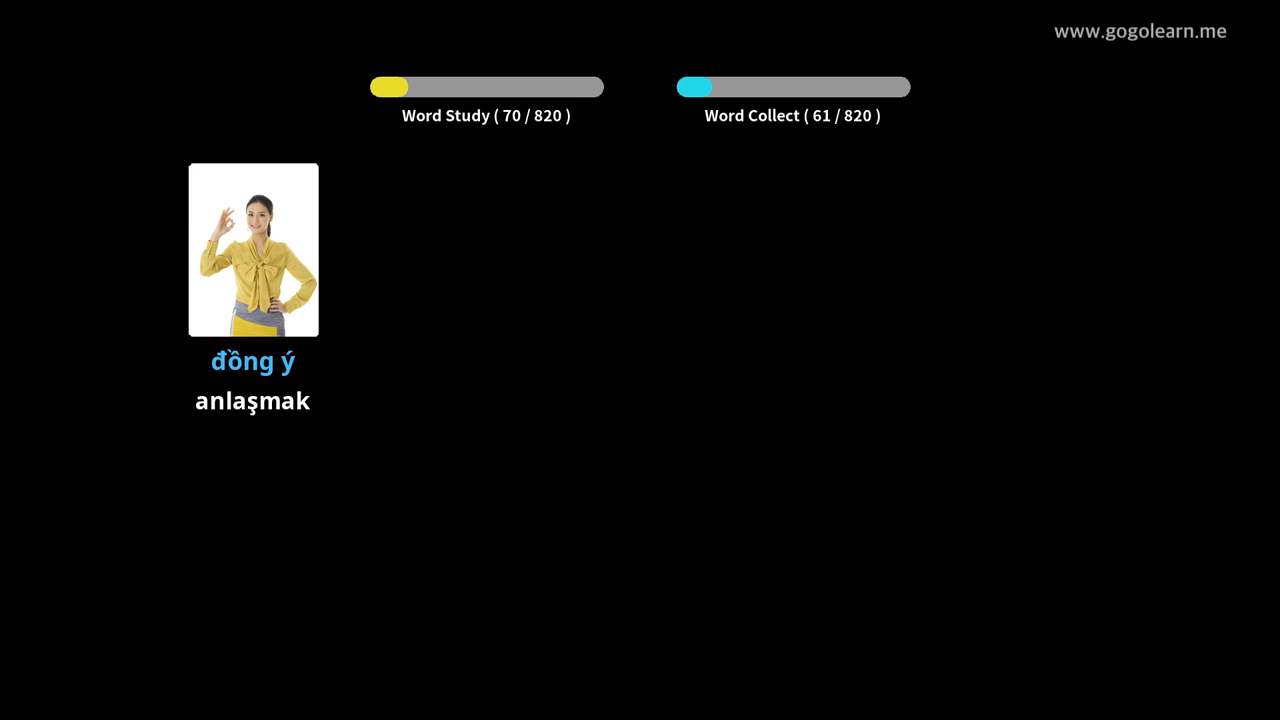 www.gogolearn.me
Word Study ( 70 / 820 )
Word Collect ( 61 / 820 )
đồng ý
anlaşmak